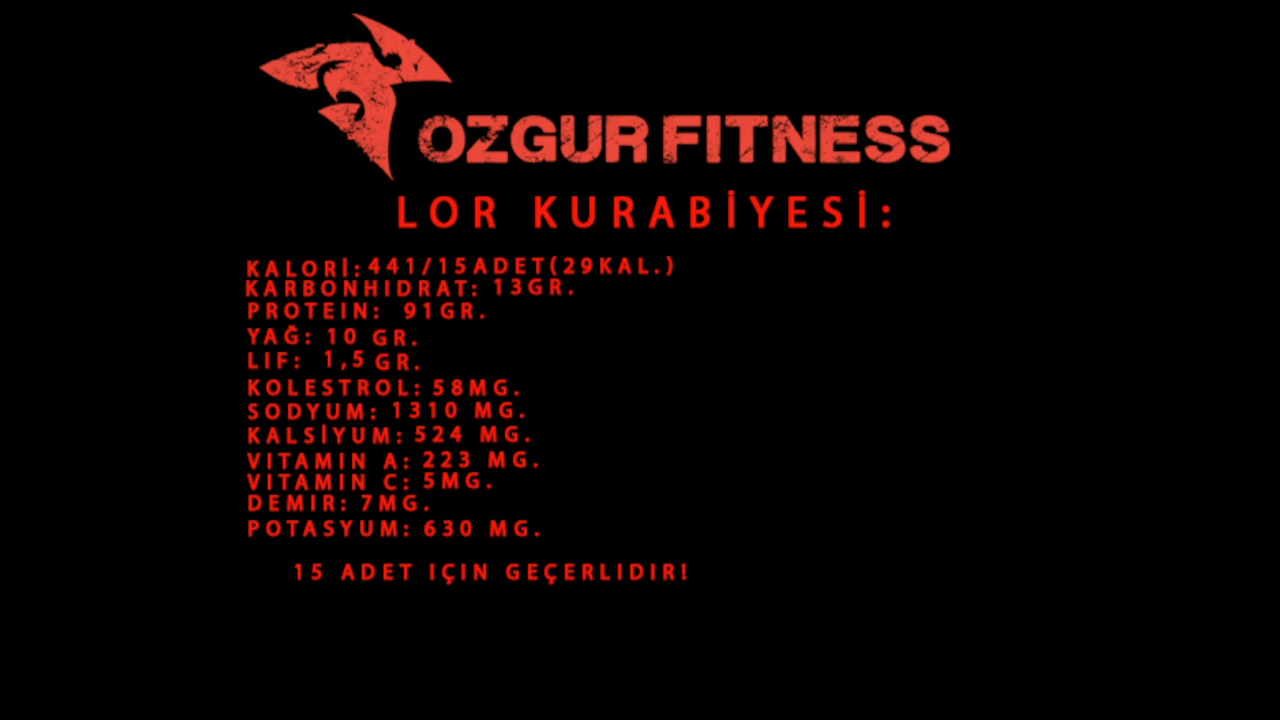 OZGUR FITNESS
LOR KURABİYESİ:
KALORİ: 441/15ADET(29KAL.)
KARBONHIDRAT: 13GR.
PROTEIN: 91GR.
YAĞ: 10 GR.
LIF: 1,5 GR.
KOLESTROL: 58MG.
SODYUM: 1310 MG.
KALSİYUM: 524 MG.
VITAMIN A: 223 MG.
VITAMIN C: 5MG.
DEMIR: 7MG.
POTASYUM: 630 MG.
15 ADET IÇIN GEÇERLIDIR!